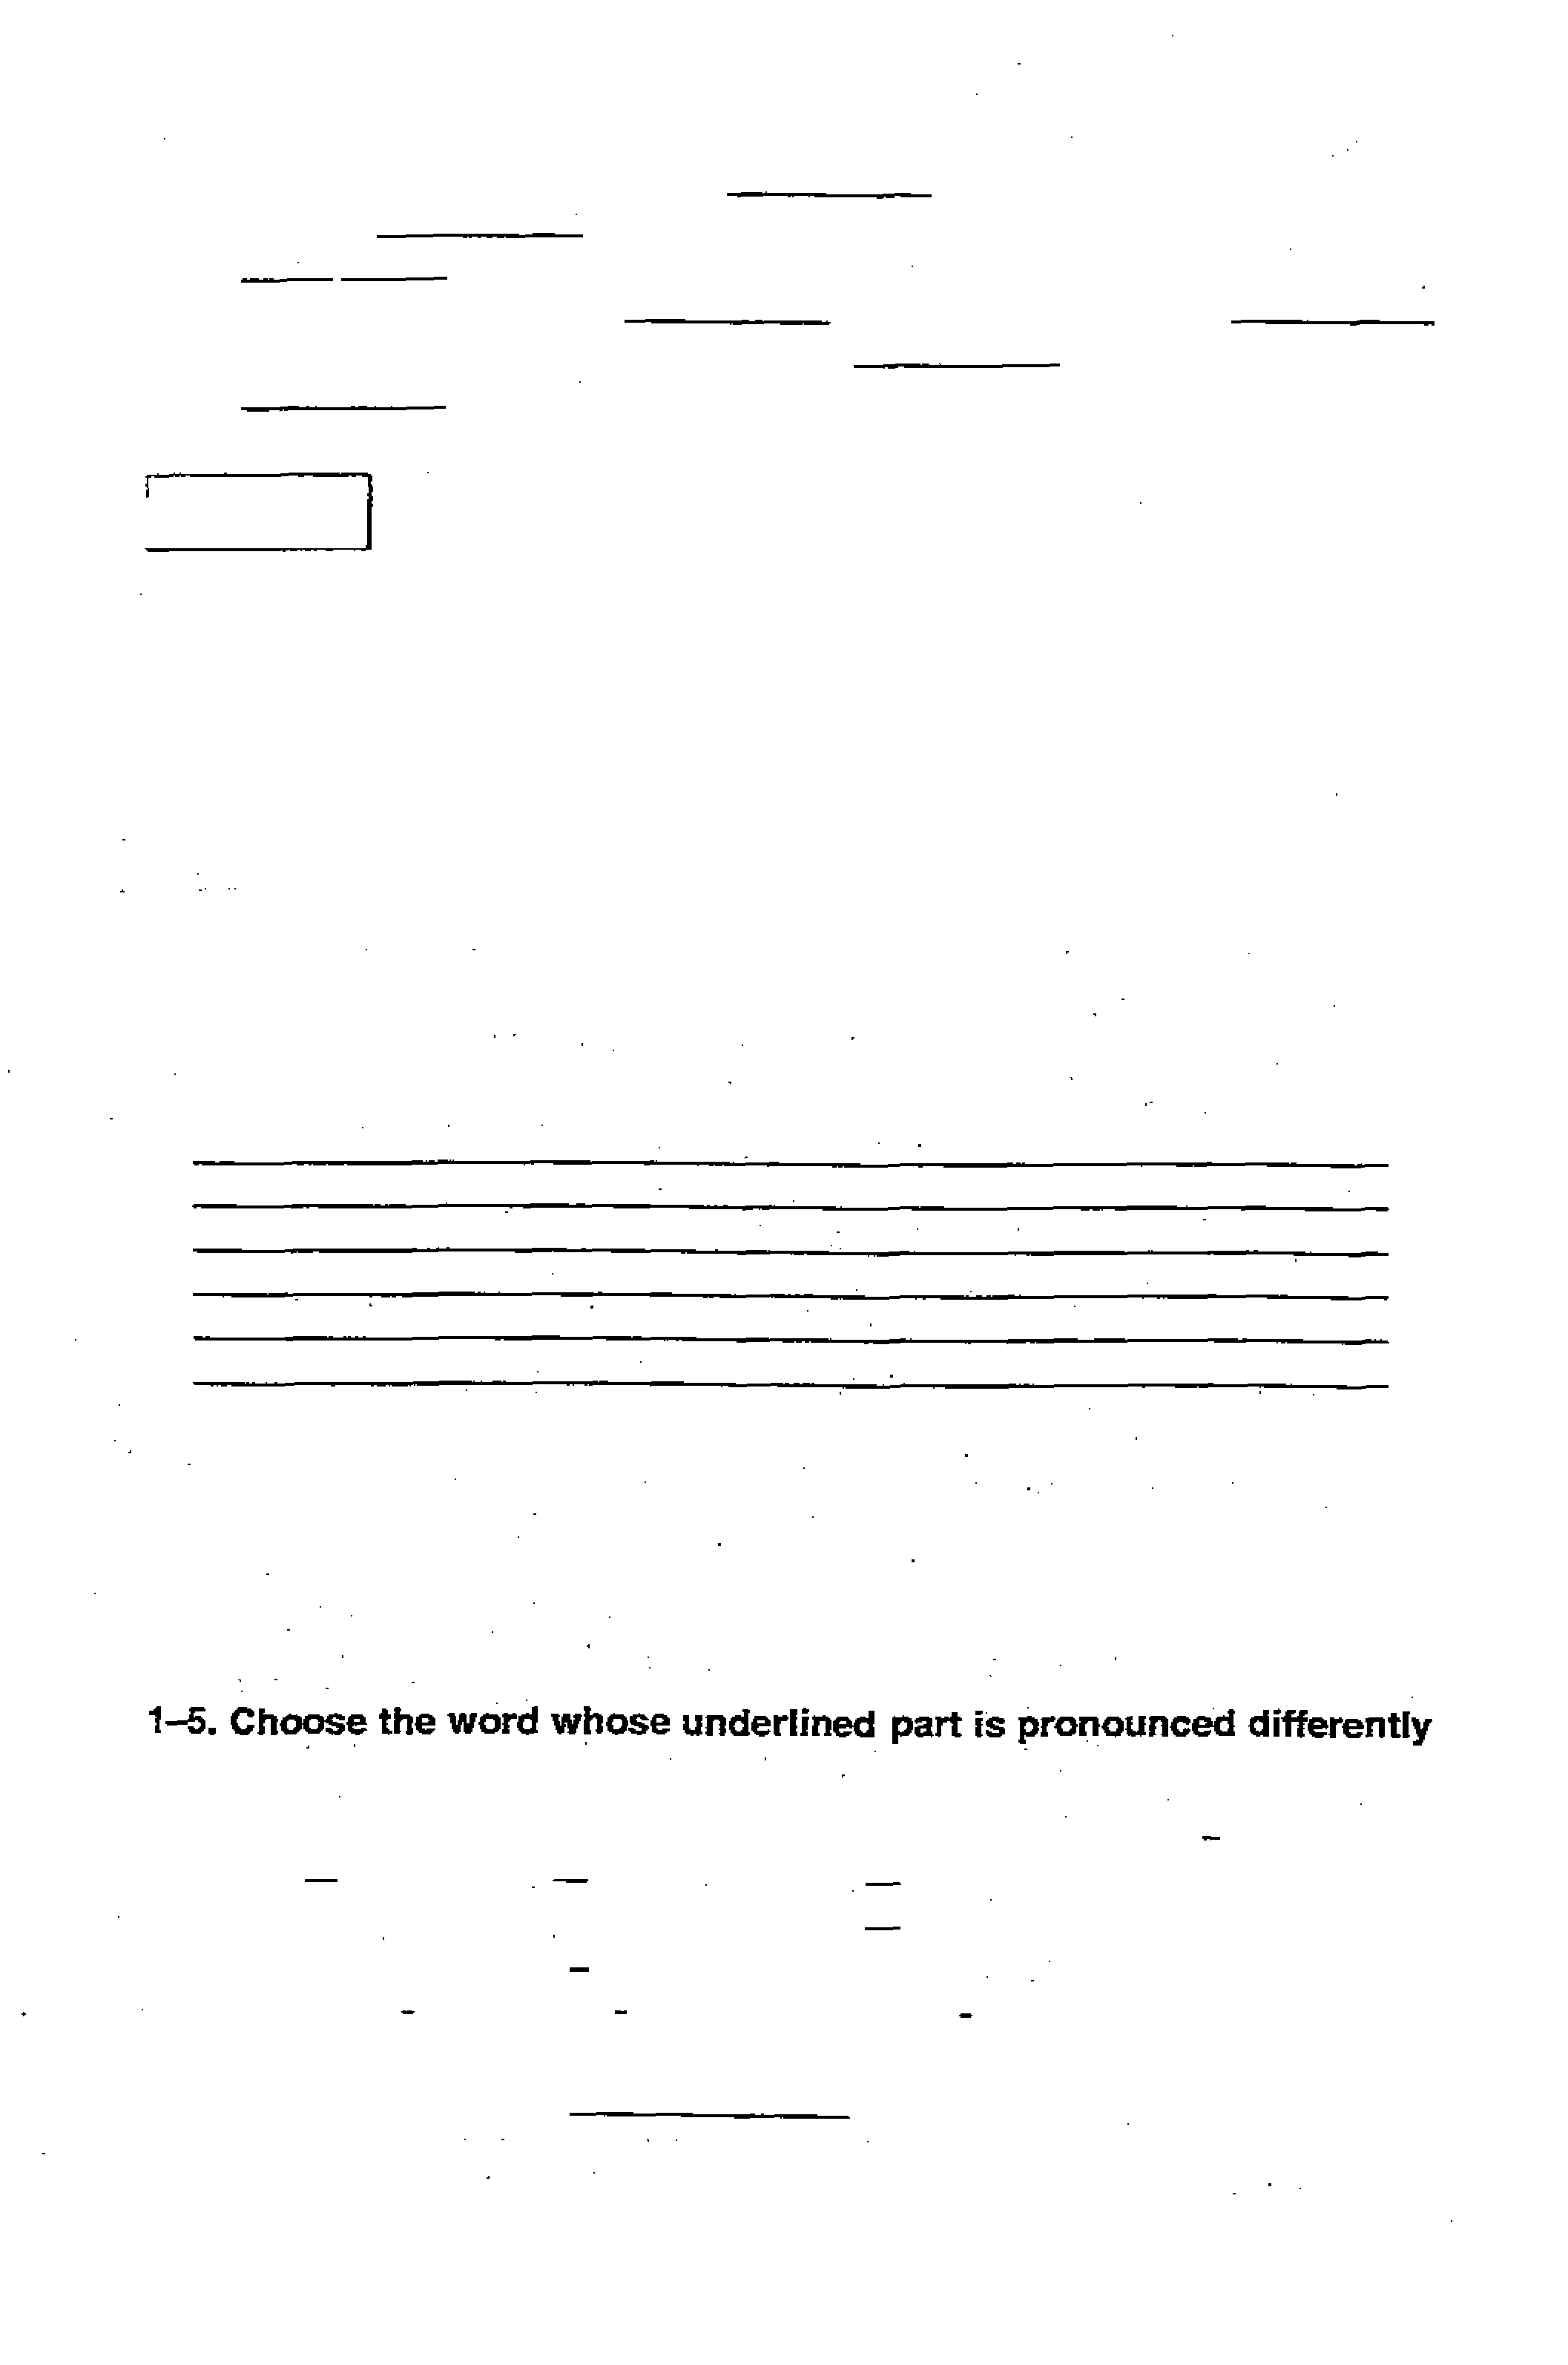 1–5. Choose the word whose underlined part is pronounced differently